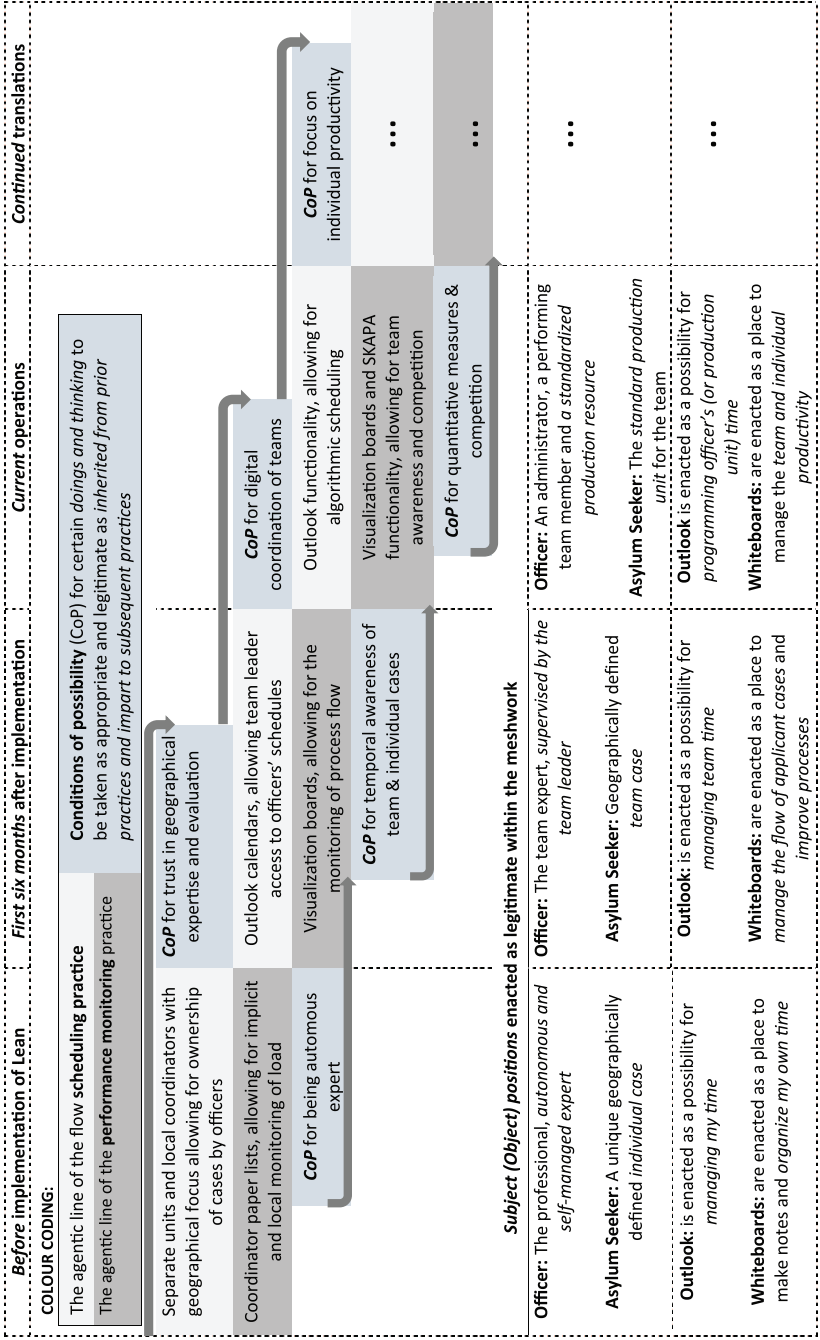 Before implementation of Lean
First six months after implementation
Current operations
Continued translations
COLOUR CODING:
The agentic line of the flow scheduling practice
The agentic line of the performance monitoring practice
Conditions of possibility (CoP) for certain doings and thinking to
be taken as appropriate and legitimate as inherited from prior
practices and impart to subsequent practices
Separate units and local coordinators with
geographical focus allowing for ownership
of cases by officers
Coordinator paper lists, allowing for implicit
and local monitoring of load
CoP for being automous
expert
CoP for trust in geographical
expertise and evaluation
Outlook calendars, allowing team leader
access to officers' schedules
Visualization boards, allowing for the
monitoring of process flow
CoP for temporal awareness of
team & individual cases
CoP for digital
coordination of teams
Outlook functionality, allowing for
algorithmic scheduling
Visualization boards and SKAPA
functionality, allowing for team
awareness and competition
CoP for quantitative measures &
competition
CoP for focus on
individual productivity
...
...
Subject (Object) positions enacted as legitimate within the meshwork
Officer: The professional, autonomous and
self-managed expert
Asylum Seeker: A unique geographically
defined individual case
Outlook: is enacted as a possibility for
managing my time
Whiteboards: are enacted as a place to
make notes and organize my own time
Officer: The team expert, supervised by the
team leader
Asylum Seeker: Geographically defined
team case
Outlook: is enacted as a possibility for
managing team time
Whiteboards: are enacted as a place to
manage the flow of applicant cases and
improve processes
Officer: An administrator, a performing
team member and a standardized
production resource
Asylum Seeker: The standard production
unit for the team
Outlook is enacted as a possibility for
programming officer's (or production
unit) time
Whiteboards: are enacted as a place to
manage the team and individual
productivity
...
...